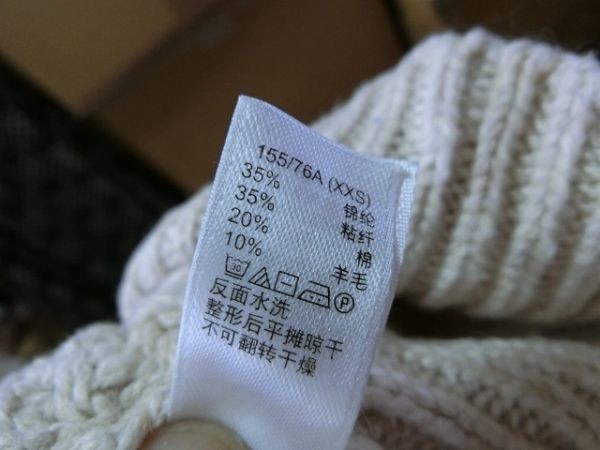 155/76A (XXS)
35% 锦纶
35% 粘纤
20% 棉
10% 羊毛
30 P
反面水洗
整形后平摊晾干
不可翻转干燥